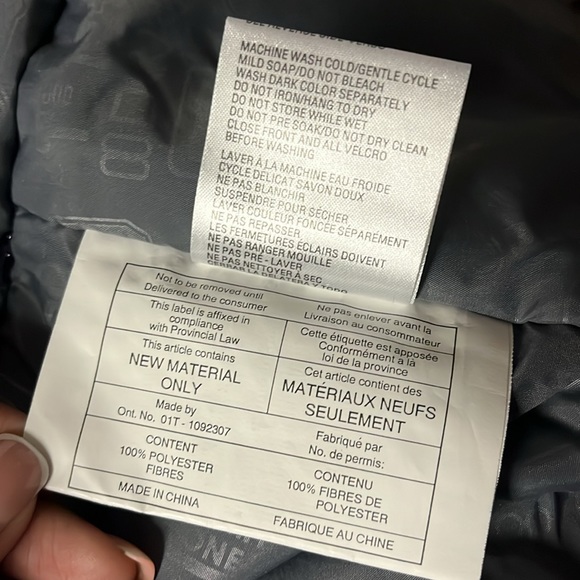 MACHINE WASH COLD/GENTLE CYCLE
MILD SOAP/DO NOT BLEACH
WASH DARK COLOR SEPARATELY
DO NOT IRON/HANG TO DRY
DO NOT STORE WHILE WET
DO NOT PRE SOAK/DO NOT DRY CLEAN
CLOSE FRONT AND ALL VELCRO
BEFORE WASHING
LAVER À LA MACHINE EAU FROIDE
CYCLE DÉLICAT SAVON DOUX
NE PAS BLANCHIR
SUSPENDRE POUR SÉCHER
LAVER COULEUR FONCÉE SÉPARÉMENT
NE PAS REPASSER
LES FERMETURES ÉCLAIRS DOIVENT
NE PAS RANGER MOUILLE
NE PAS PRÉ - LAVER
NE PAS NETTOYER À SEC
Not to be removed until
Delivered to the consumer
This label is affixed in
compliance
with Provincial Law
This article contains
NEW MATERIAL
ONLY
Made by
Ont. No. 01T - 1092307
CONTENT
100% POLYESTER
FIBRES
MADE IN CHINA
Ne pas enlever avant la
Livraison au consommateur
Cette étiquette est apposée
Conformément à la
loi de la province
Cet article contient des
MATÉRIAUX NEUFS
SEULEMENT
Fabriqué par
No. de permis:
CONTENU
100% FIBRES DE
POLYESTER
FABRIQUE AU CHINE